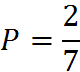 P = 2/7